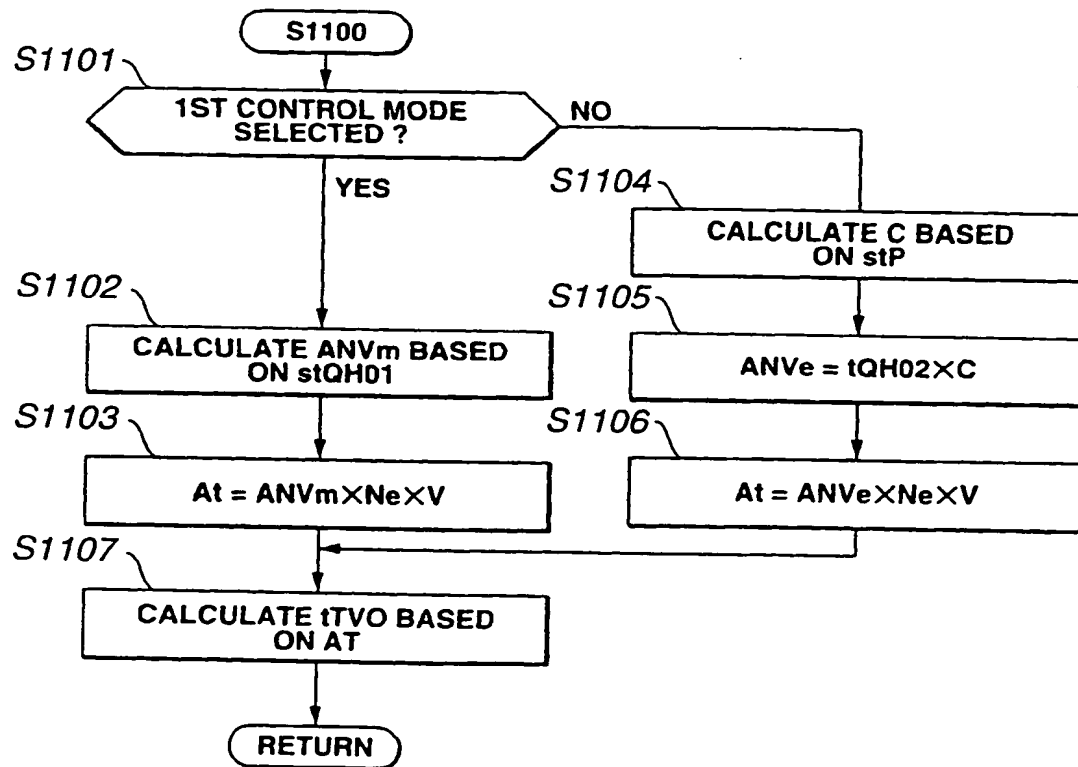 S1100
S1101
1ST CONTROL MODE
SELECTED ?
NO
YES
S1104
CALCULATE C BASED
ON stP
S1102
CALCULATE ANVm BASED
ON stQH01
S1105
ANVe = tQH02×C
S1103
At = ANVm×Ne×V
S1106
At = ANVe×Ne×V
S1107
CALCULATE tTVO BASED
ON AT
RETURN